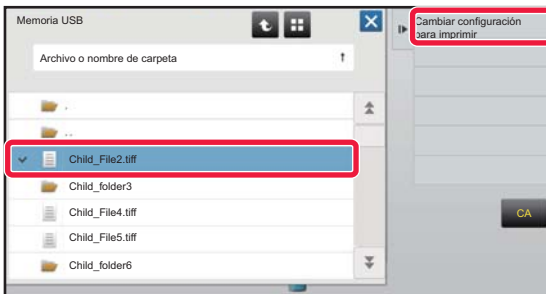 Memoria USB
Cambiar configuración
para imprimir
Archivo o nombre de carpeta
.
..
Child_File2.tiff
Child_folder3
Child_File4.tiff
Child_File5.tiff
Child_folder6
CA